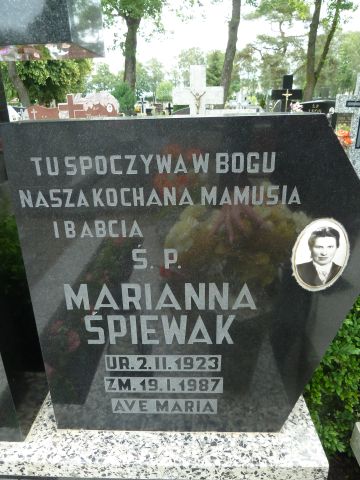 TU SPOCZYWA W BOGU
NASZA KOCHANA MAMUSIA
I BABCIA
Ś. P.
MARIANNA
ŚPIEWAK
UR. 2. II. 1923
ZM. 19. I. 1987
AVE MARIA